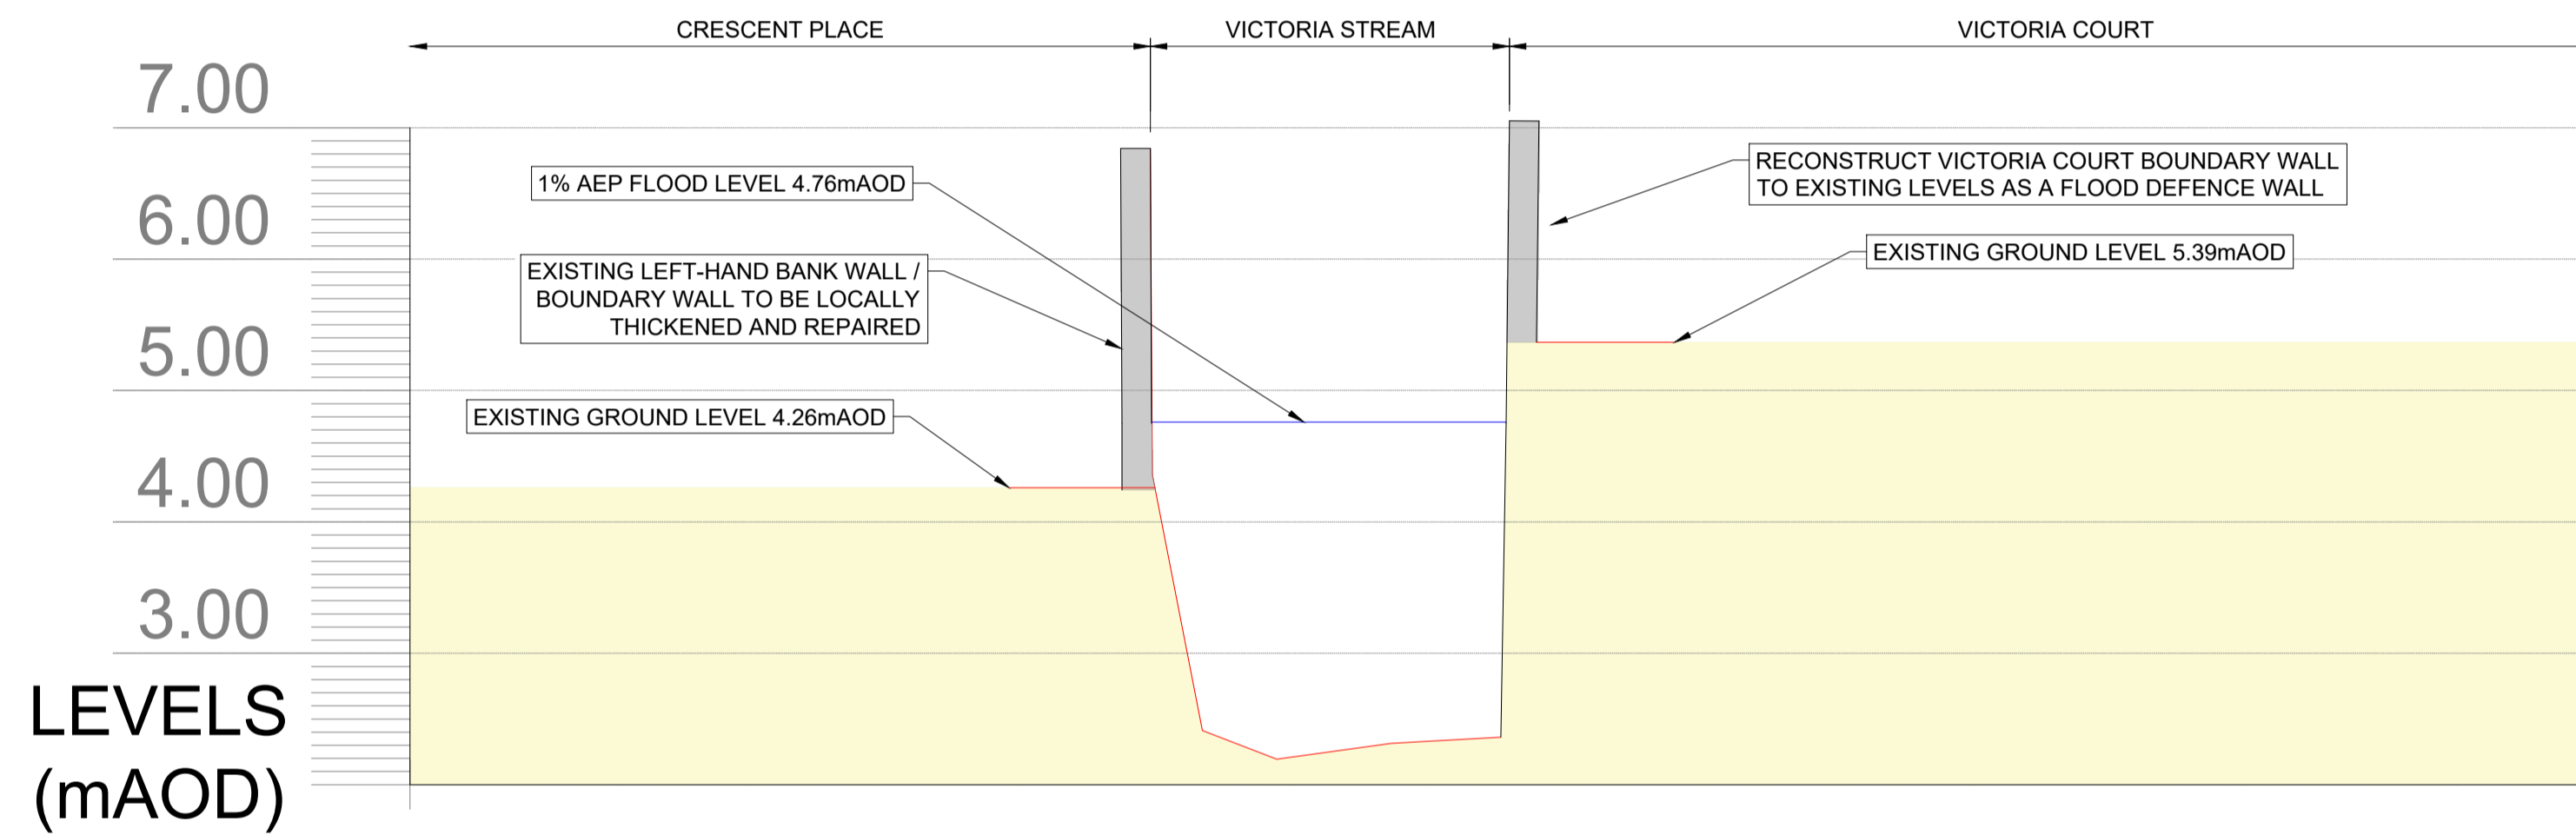 CRESCENT PLACE
VICTORIA STREAM
VICTORIA COURT
7.00
6.00
5.00
4.00
3.00
LEVELS
(mAOD)
1% AEP FLOOD LEVEL 4.76mAOD
EXISTING LEFT-HAND BANK WALL /
BOUNDARY WALL TO BE LOCALLY
THICKENED AND REPAIRED
EXISTING GROUND LEVEL 4.26mAOD
RECONSTRUCT VICTORIA COURT BOUNDARY WALL
TO EXISTING LEVELS AS A FLOOD DEFENCE WALL
EXISTING GROUND LEVEL 5.39mAOD